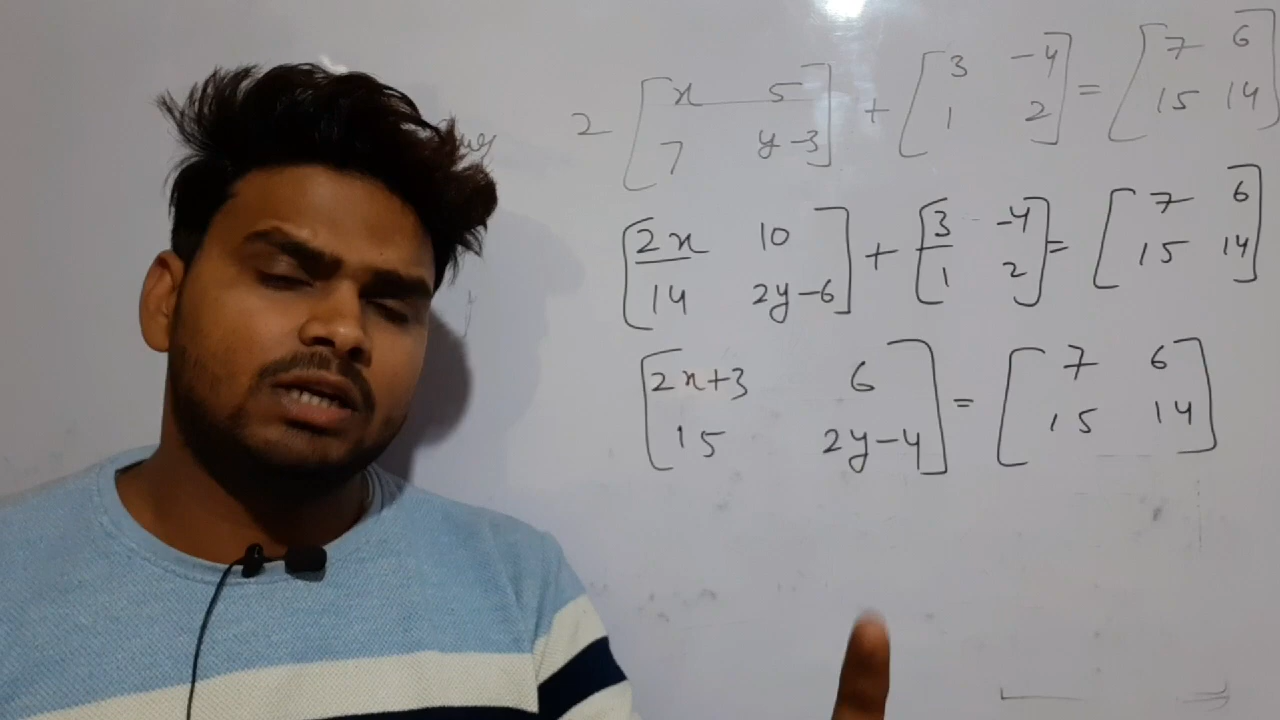 2 [x 5
7 y-3] + [3 -4
1 2] = [7 6
15 14]
[2x 10
14 2y-6] + [3 -4
1 2] = [7 6
15 14]
[2x+3 6
15 2y-4] = [7 6
15 14]